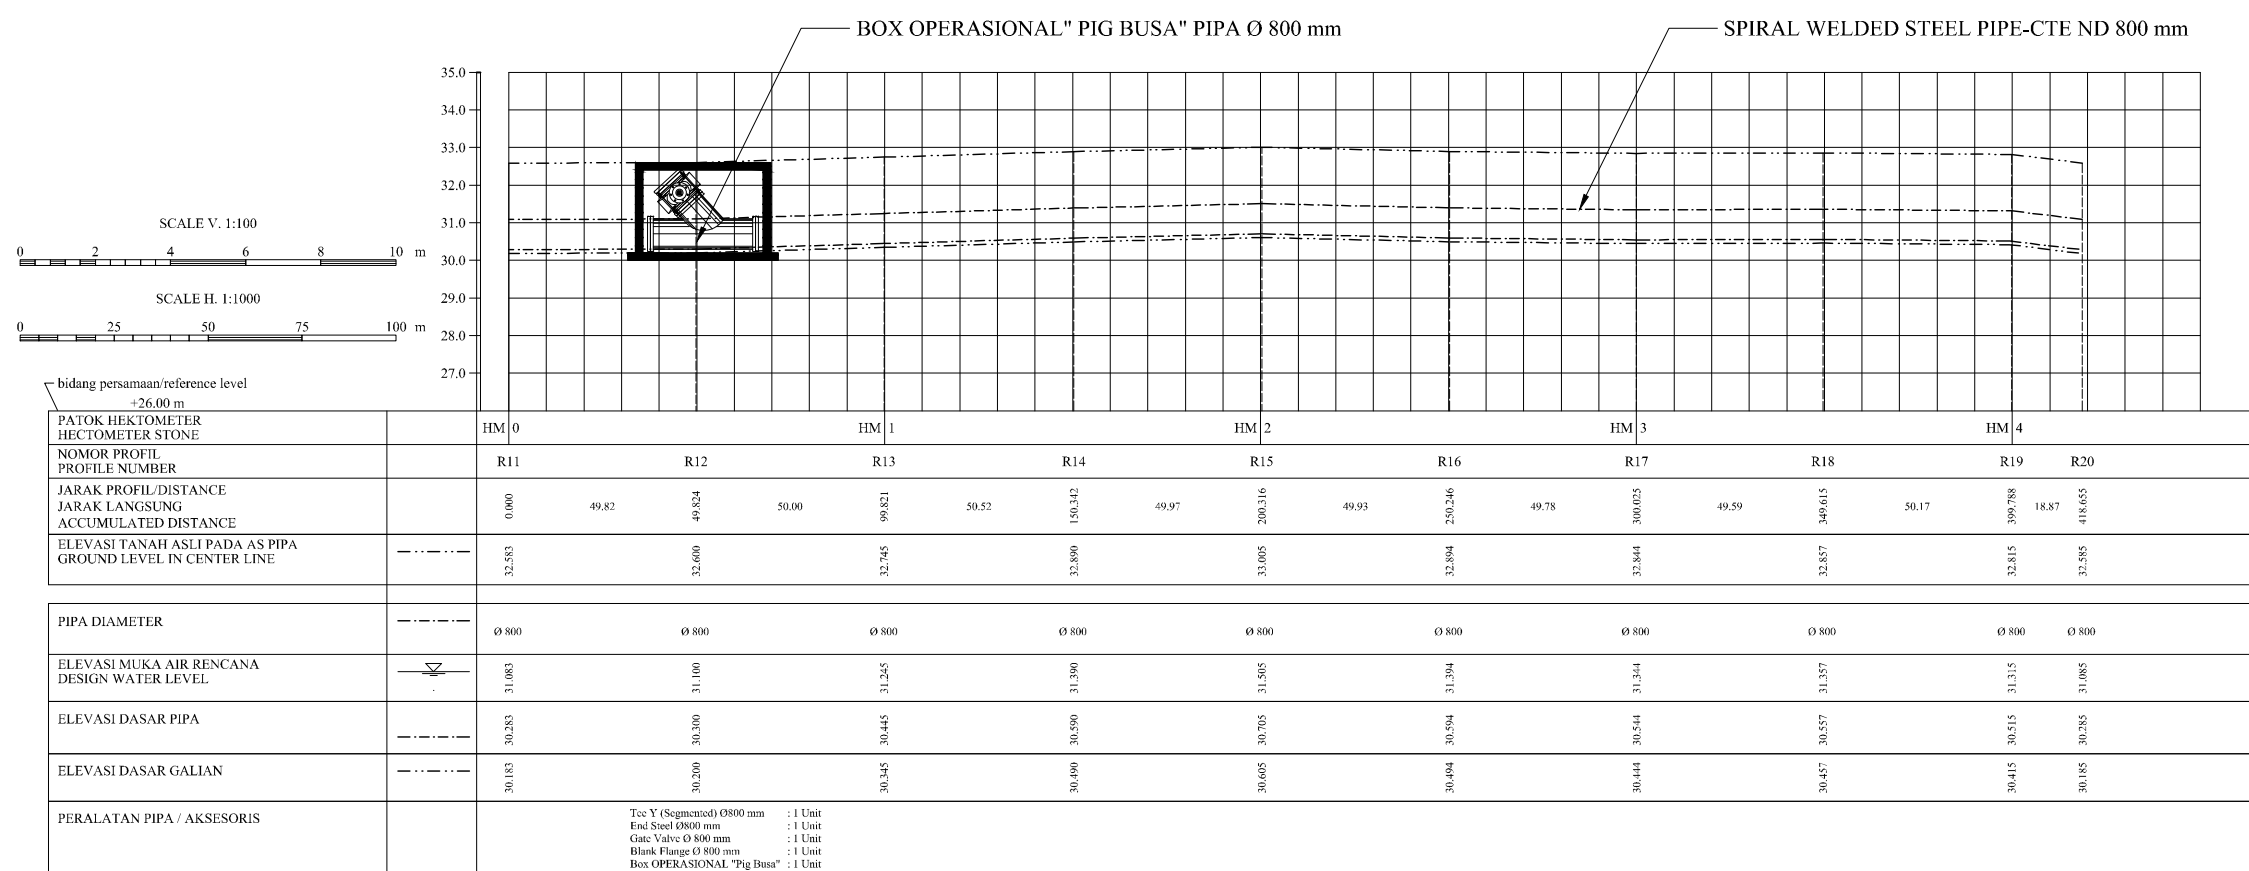 BOX OPERASIONAL" PIG BUSA" PIPA Ø 800 mm
SPIRAL WELDED STEEL PIPE-CTE ND 800 mm
35.0
34.0
33.0
32.0
31.0
30.0
29.0
28.0
27.0
SCALE V. 1:100
0 2 4 6 8 10 m
SCALE H. 1:1000
0 25 50 75 100 m
bidang persamaan/reference level
+26.00 m
PATOK HEKTOMETER
HECTOMETER STONE
HM 0 HM 1 HM 2 HM 3 HM 4
NOMOR PROFIL
PROFILE NUMBER
R11 R12 R13 R14 R15 R16 R17 R18 R19 R20
JARAK PROFIL/DISTANCE
JARAK LANGSUNG
ACCUMULATED DISTANCE
0.000 49.82 49.824 50.00 99.821 50.52 150.342 49.97 200.316 49.93 250.246 49.78 300.025 49.59 349.615 50.17 399.788 18.87 418.655
ELEVASI TANAH ASLI PADA AS PIPA
GROUND LEVEL IN CENTER LINE
32.583 32.600 32.745 32.890 33.005 32.894 32.844 32.857 32.815 32.585
PIPA DIAMETER
Ø 800 Ø 800 Ø 800 Ø 800 Ø 800 Ø 800 Ø 800 Ø 800 Ø 800 Ø 800
ELEVASI MUKA AIR RENCANA
DESIGN WATER LEVEL
31.083 31.100 31.245 31.390 31.505 31.394 31.344 31.357 31.315 31.085
ELEVASI DASAR PIPA
30.283 30.300 30.445 30.590 30.705 30.594 30.544 30.557 30.515 30.285
ELEVASI DASAR GALIAN
30.183 30.200 30.345 30.490 30.605 30.494 30.444 30.457 30.415 30.185
PERALATAN PIPA / AKSESORIS
Tee Y (Segmented) Ø800 mm : 1 Unit
End Steel Ø800 mm : 1 Unit
Gate Valve Ø 800 mm : 1 Unit
Blank Flange Ø 800 mm : 1 Unit
Box OPERASIONAL "Pig Busa" : 1 Unit